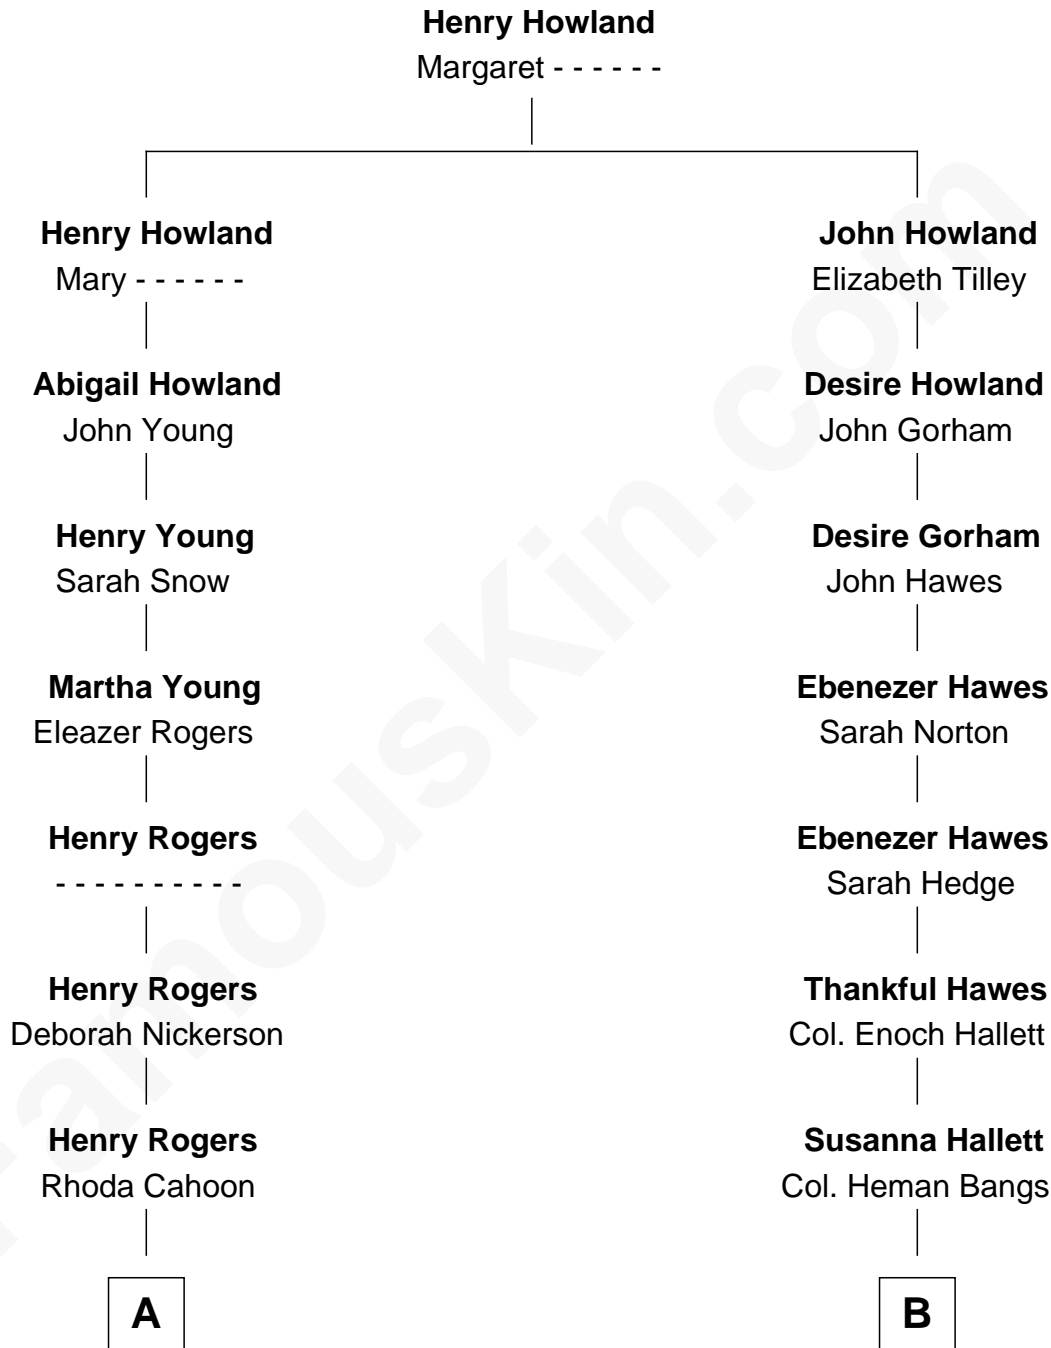 Henry Howland
Margaret - - - - - -
Henry Howland
Mary - - - - - -
Abigail Howland
John Young
Henry Young
Sarah Snow
Martha Young
Eleazer Rogers
Henry Rogers
- - - - - - - - - -
Henry Rogers
Deborah Nickerson
Henry Rogers
Rhoda Cahoon
A
John Howland
Elizabeth Tilley
Desire Howland
John Gorham
Desire Gorham
John Hawes
Ebenezer Hawes
Sarah Norton
Ebenezer Hawes
Sarah Hedge
Thankful Hawes
Col. Enoch Hallett
Susanna Hallett
Col. Heman Bangs
B
FamousKin.com